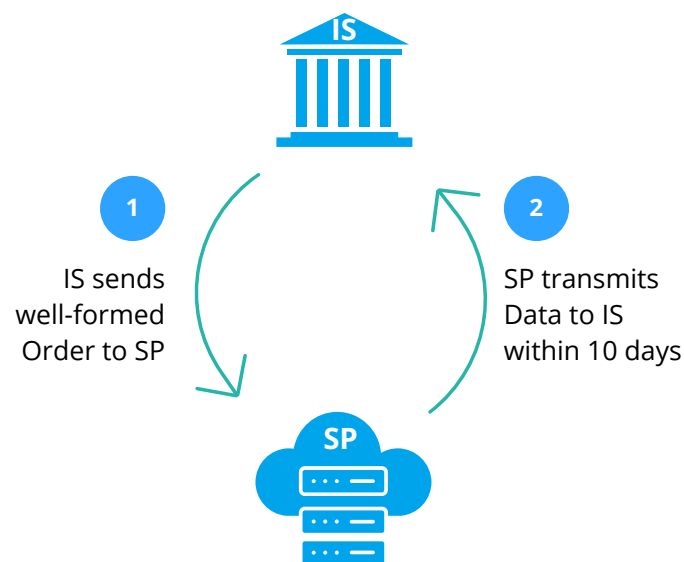 IS
1
IS sends
well-formed
Order to SP
2
SP transmits
Data to IS
within 10 days
SP